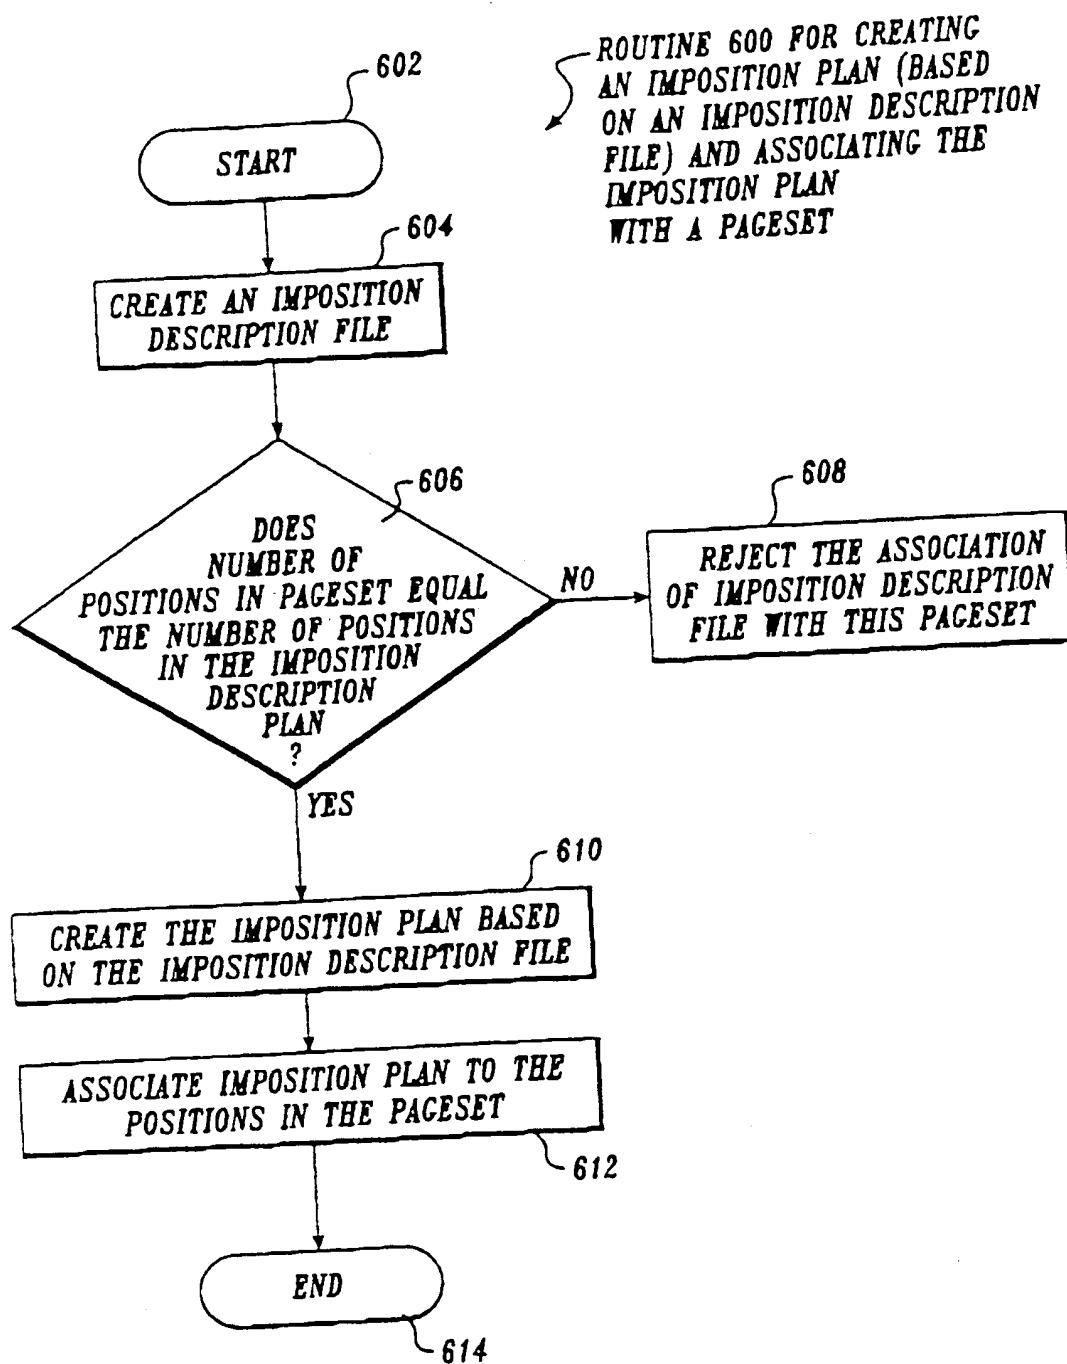 ROUTINE 600 FOR CREATING
AN IMPOSITION PLAN (BASED
ON AN IMPOSITION DESCRIPTION
FILE) AND ASSOCIATING THE
IMPOSITION PLAN
WITH A PAGESET
602
START
604
CREATE AN IMPOSITION
DESCRIPTION FILE
606
DOES
NUMBER OF
POSITIONS IN PAGESET EQUAL
THE NUMBER OF POSITIONS
IN THE IMPOSITION
DESCRIPTION
PLAN
?
NO
608
REJECT THE ASSOCIATION
OF IMPOSITION DESCRIPTION
FILE WITH THIS PAGESET
YES
610
CREATE THE IMPOSITION PLAN BASED
ON THE IMPOSITION DESCRIPTION FILE
ASSOCIATE IMPOSITION PLAN TO THE
POSITIONS IN THE PAGESET
612
END
614